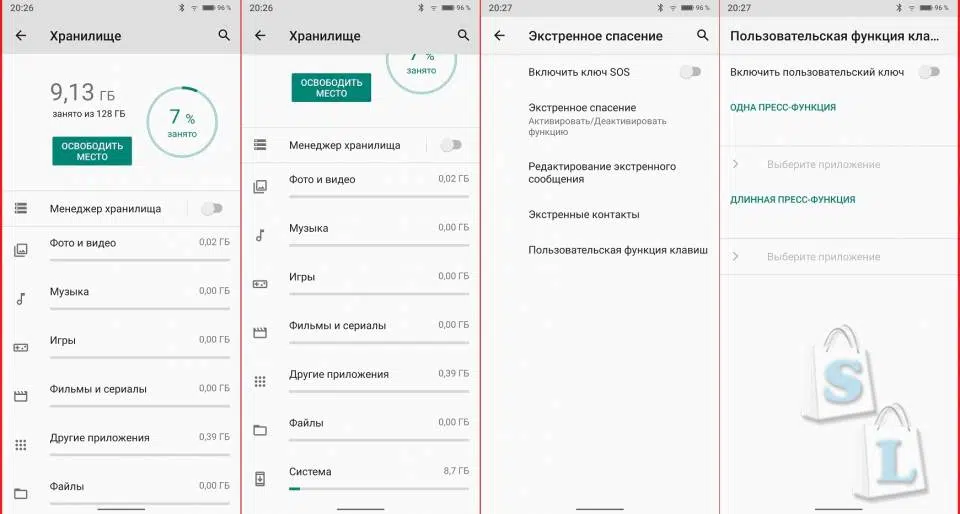 20:26
96 %
Хранилище
9,13 ГБ
занято из 128 ГБ
7 %
занято
ОСВОБОДИТЬ
МЕСТО
Менеджер хранилища
Фото и видео 0,02 ГБ
Музыка 0,00 ГБ
Игры 0,00 ГБ
Фильмы и сериалы 0,00 ГБ
Другие приложения 0,39 ГБ
Файлы 0,00 ГБ
20:26
96 %
Хранилище
7 %
занято
ОСВОБОДИТЬ
МЕСТО
Менеджер хранилища
Фото и видео 0,02 ГБ
Музыка 0,00 ГБ
Игры 0,00 ГБ
Фильмы и сериалы 0,00 ГБ
Другие приложения 0,39 ГБ
Файлы 0,00 ГБ
Система 8,7 ГБ
20:27
96 %
Экстренное спасение
Включить ключ SOS
Экстренное спасение
Активировать/Деактивировать
функцию
Редактирование экстренного
сообщения
Экстренные контакты
Пользовательская функция клавиш
20:27
96 %
Пользовательская функция кла...
Включить пользовательский ключ
ОДНА ПРЕСС-ФУНКЦИЯ
Выберите приложение
ДЛИННАЯ ПРЕСС-ФУНКЦИЯ
Выберите приложение
S
L